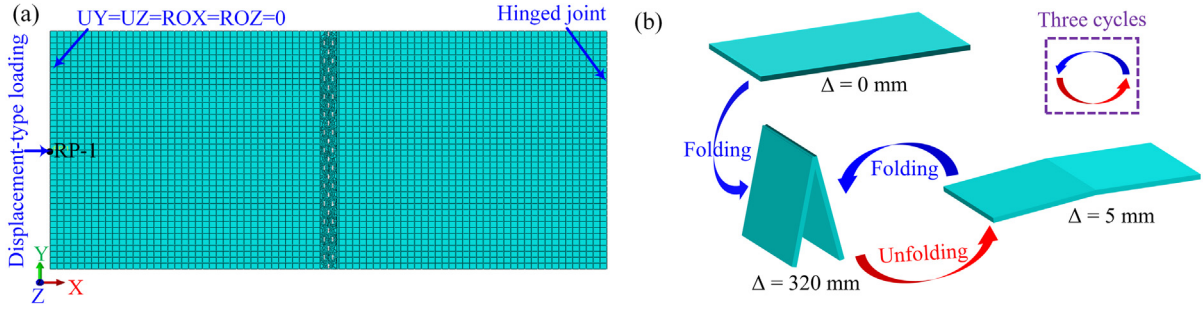 (a)
UY=UZ=ROX=ROZ=0
Hinged joint
Displacement-type loading
RP-1
Y
Z
X
(b)
Three cycles
Δ = 0 mm
Folding
Folding
Δ = 5 mm
Unfolding
Δ = 320 mm